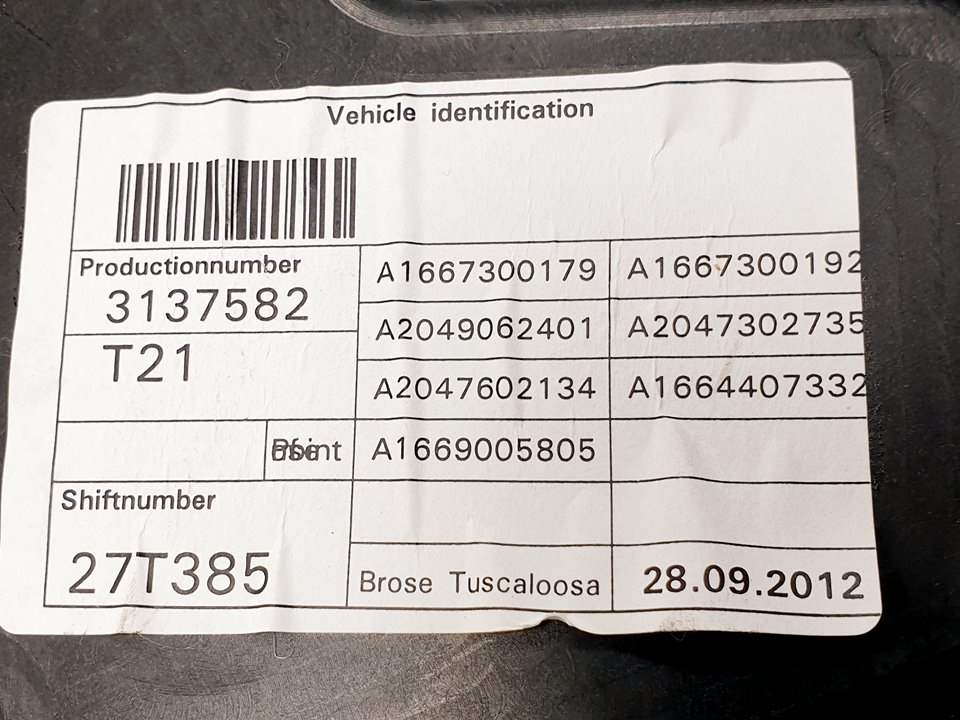 Vehicle identification
Productionnumber
3137582
T21
Shiftnumber
27T385
A1667300179 A1667300192
A2049062401 A2047302735
A2047602134 A1664407332
A1669005805
Brose Tuscaloosa 28.09.2012